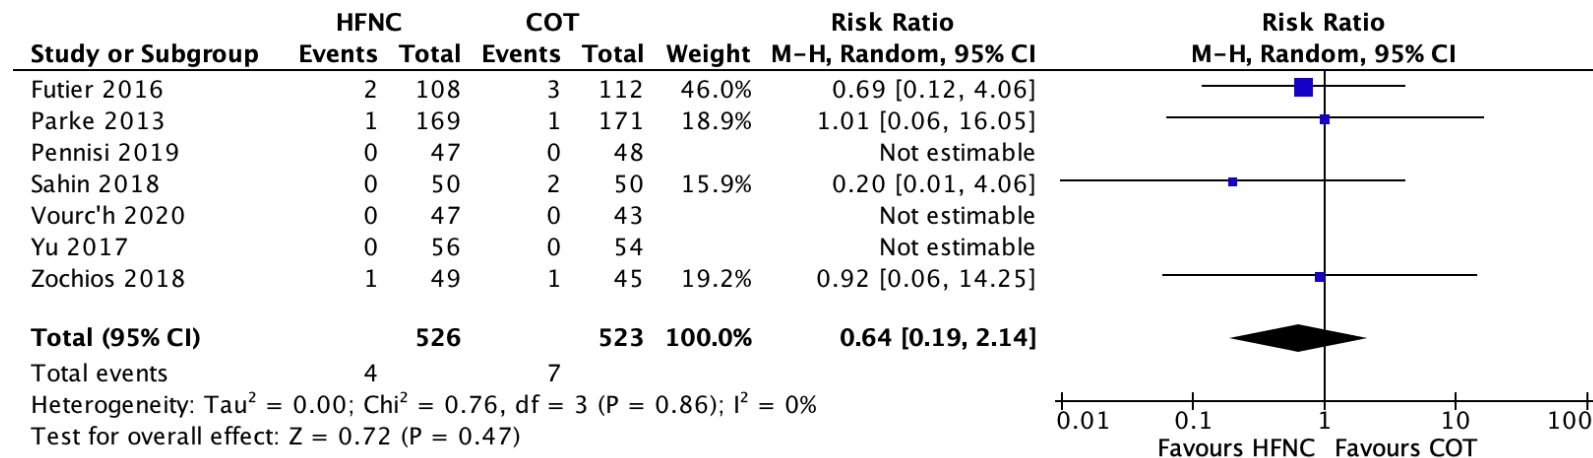 HFNC COT Risk Ratio Risk Ratio
Study or Subgroup Events Total Events Total Weight M-H, Random, 95% CI M-H, Random, 95% CI
Futier 2016 2 108 3 112 46.0% 0.69 [0.12, 4.06]
Parke 2013 1 169 1 171 18.9% 1.01 [0.06, 16.05]
Pennisi 2019 0 47 0 48 Not estimable
Sahin 2018 0 50 2 50 15.9% 0.20 [0.01, 4.06]
Vourc'h 2020 0 47 0 43 Not estimable
Yu 2017 0 56 0 54 Not estimable
Zochios 2018 1 49 1 45 19.2% 0.92 [0.06, 14.25]
Total (95% CI) 526 523 100.0% 0.64 [0.19, 2.14]
Total events 4 7
Heterogeneity: Tau² = 0.00; Chi² = 0.76, df = 3 (P = 0.86); I² = 0%
Test for overall effect: Z = 0.72 (P = 0.47)
0.01 0.1 1 10 100
Favours HFNC Favours COT